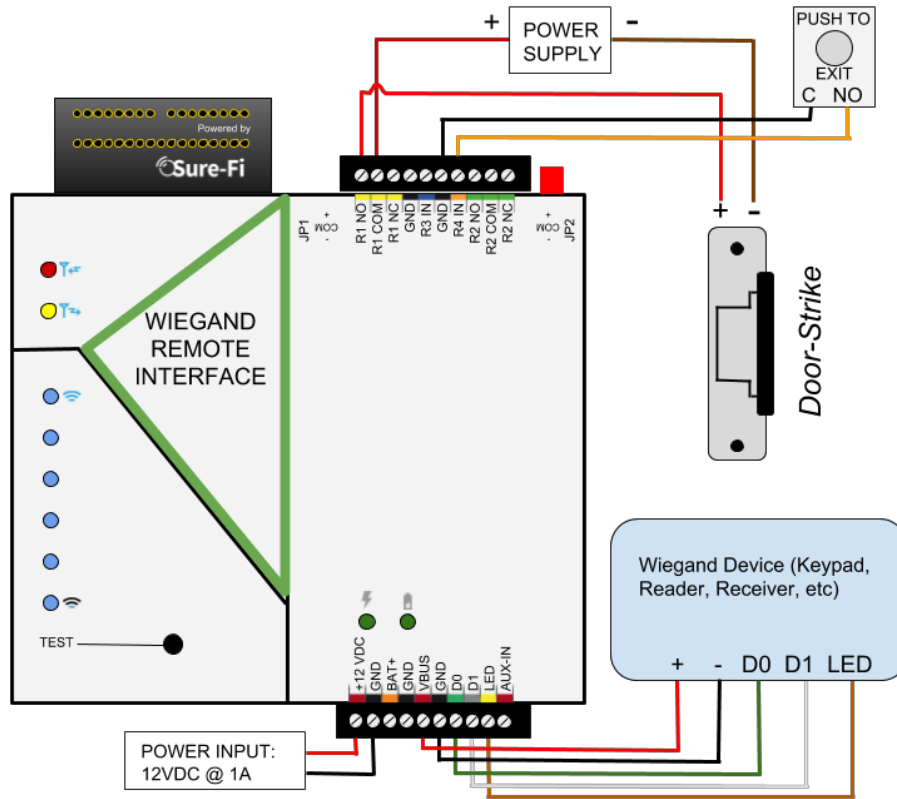 +
POWER
SUPPLY
-
PUSH TO
EXIT
C NO
Powered by
Sure-Fi
JP1
+
COM
-
R1 NO
R1 COM
R1 NC
GND
R3 IN
GND
R4 IN
R2 NO
R2 COM
R2 NC
+
COM
-
JP2
+ -
Door-Strike
WIEGAND
REMOTE
INTERFACE
TEST
Wiegand Device (Keypad,
Reader, Receiver, etc)
+ - D0 D1 LED
+12 VDC
GND
BAT+
GND
VBUS
GND
D0
D1
LED
AUX-IN
POWER INPUT:
12VDC @ 1A